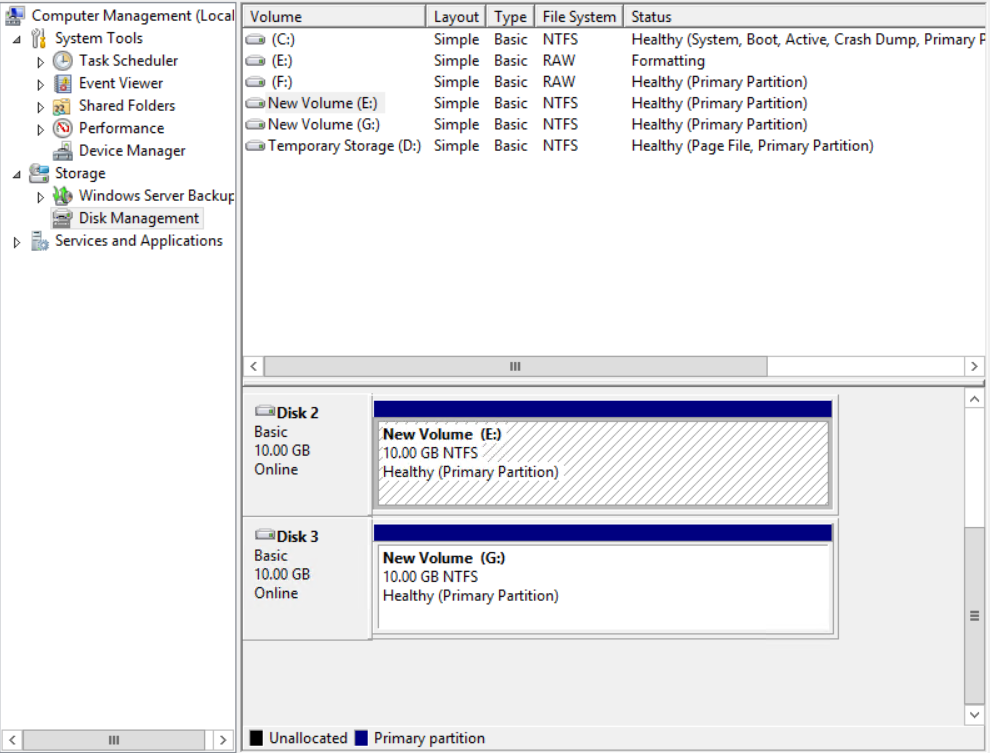 Computer Management (Local
System Tools
Task Scheduler
Event Viewer
Shared Folders
Performance
Device Manager
Storage
Windows Server Backup
Disk Management
Services and Applications
Volume Layout Type File System Status
(C:) Simple Basic NTFS Healthy (System, Boot, Active, Crash Dump, Primary P
(E:) Simple Basic RAW Formatting
(F:) Simple Basic RAW Healthy (Primary Partition)
New Volume (E:) Simple Basic NTFS Healthy (Primary Partition)
New Volume (G:) Simple Basic NTFS Healthy (Primary Partition)
Temporary Storage (D:) Simple Basic NTFS Healthy (Page File, Primary Partition)
Disk 2
Basic
10.00 GB
Online
New Volume (E:)
10.00 GB NTFS
Healthy (Primary Partition)
Disk 3
Basic
10.00 GB
Online
New Volume (G:)
10.00 GB NTFS
Healthy (Primary Partition)
Unallocated Primary partition